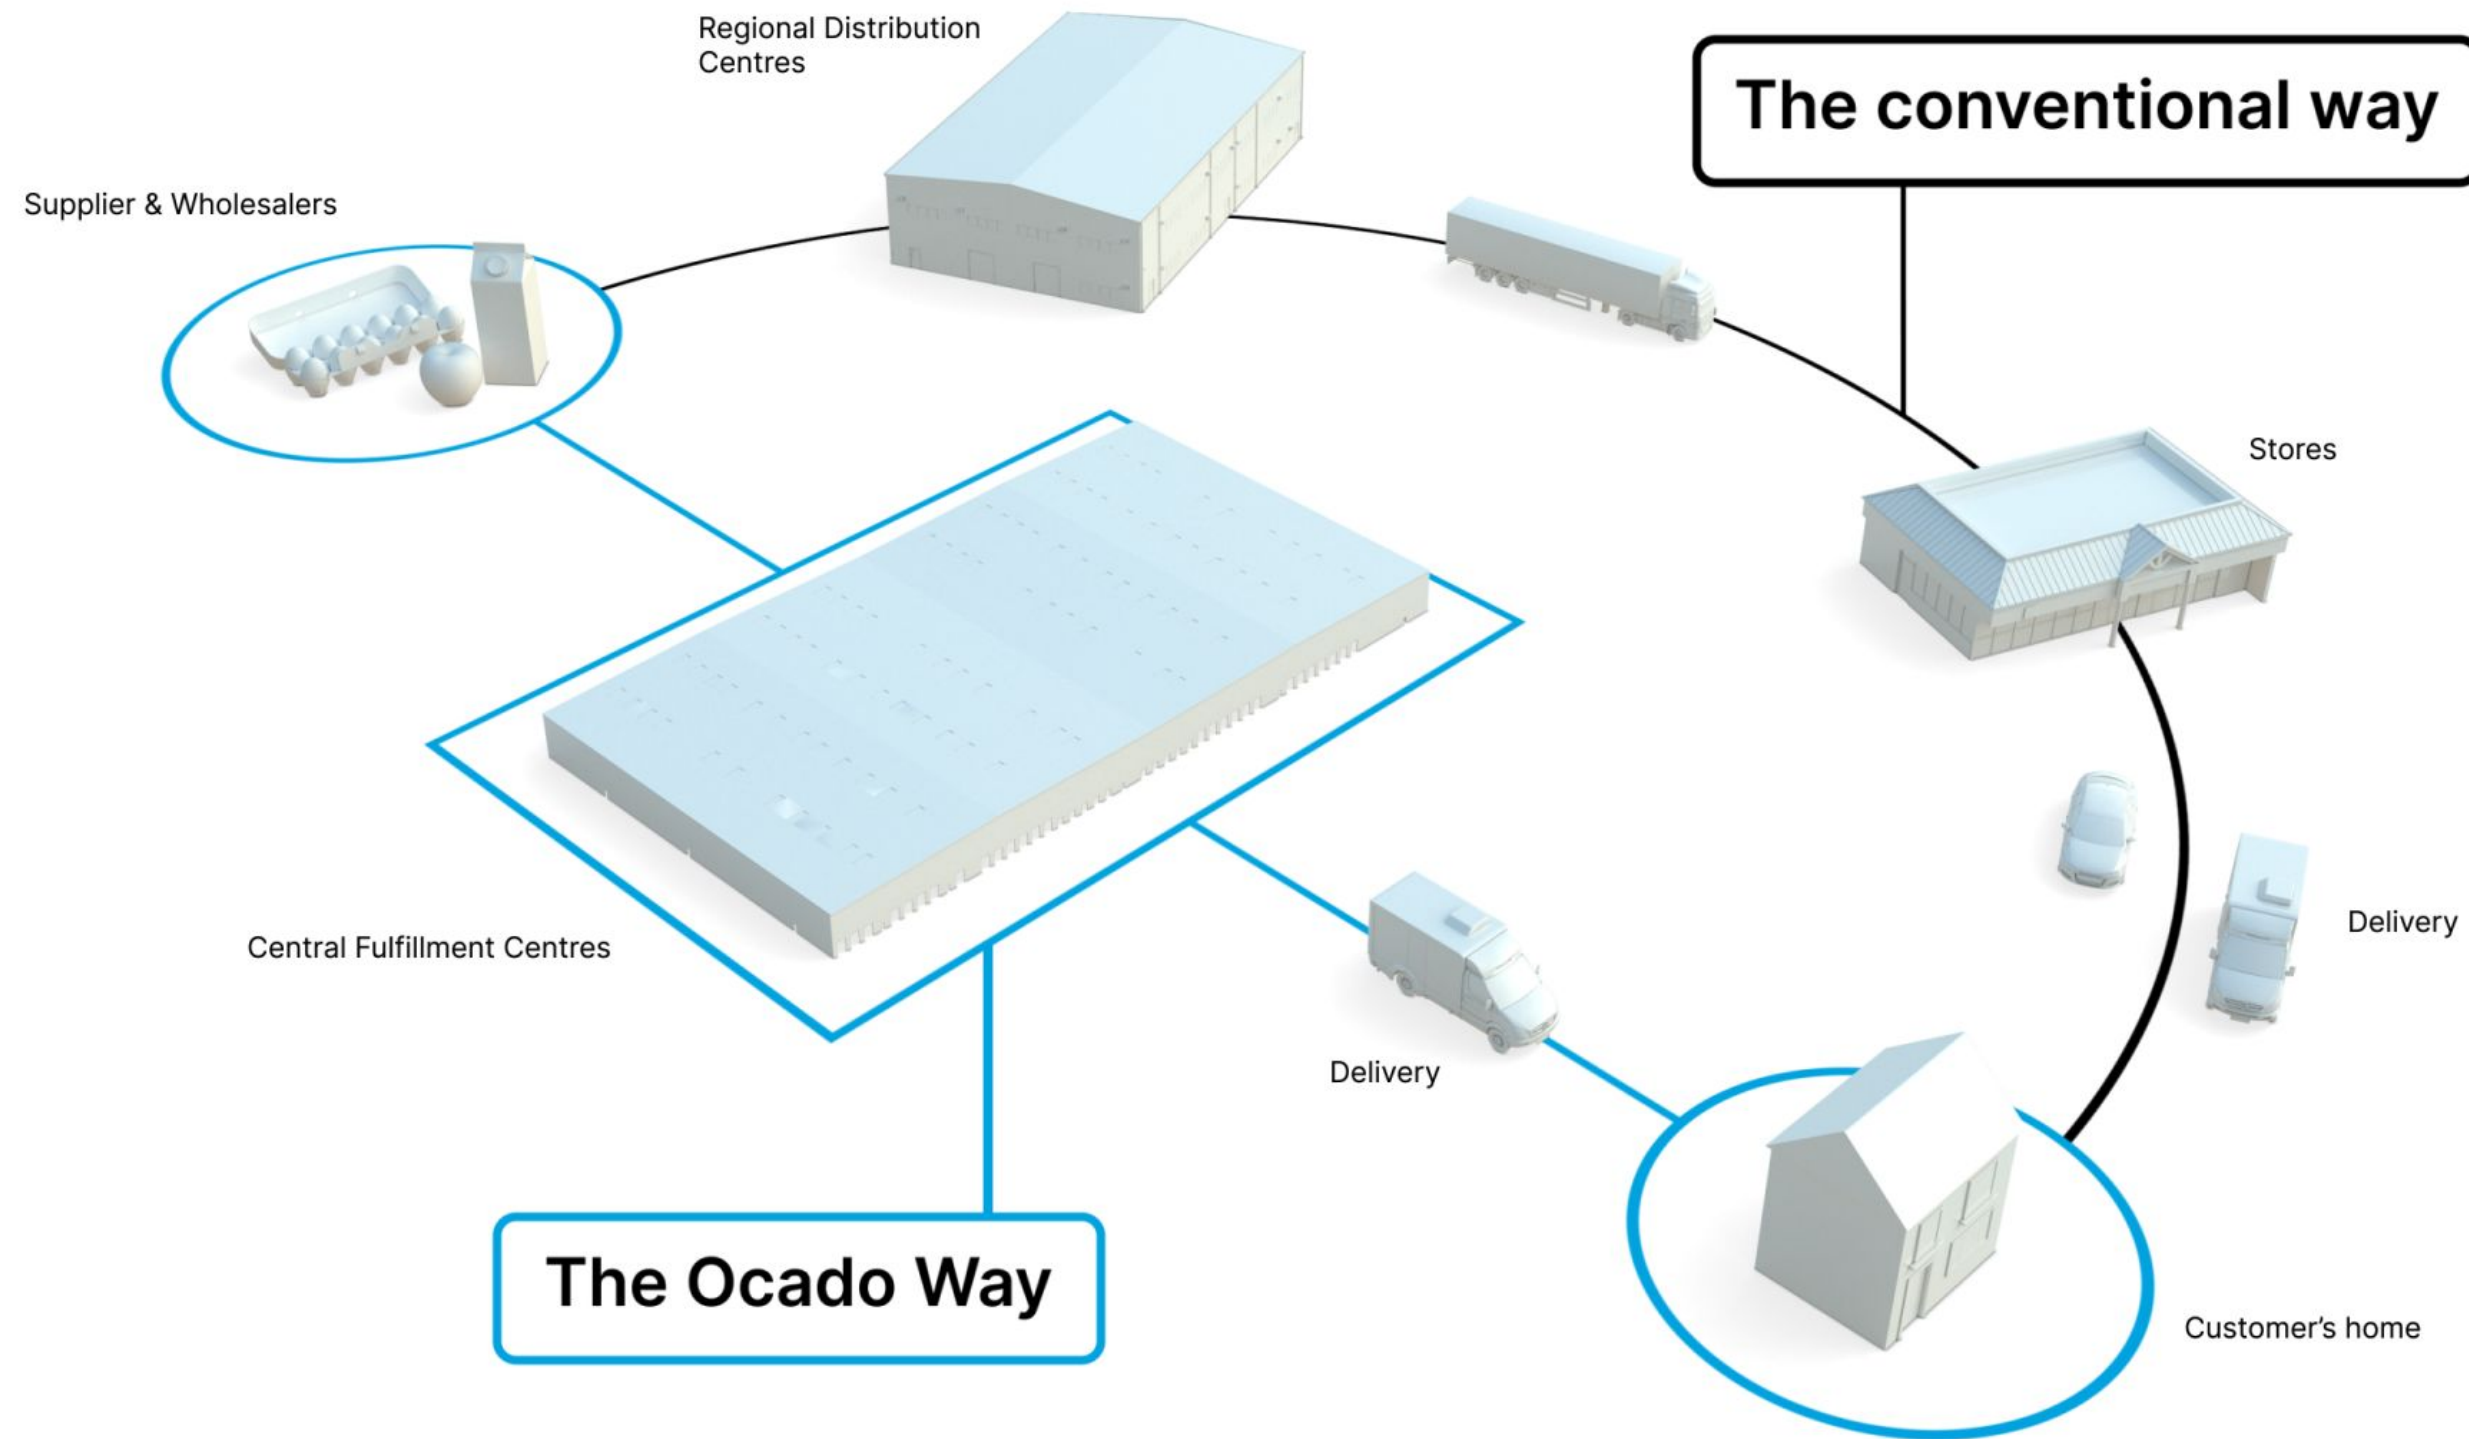 Regional Distribution
Centres
The conventional way
Supplier & Wholesalers
Stores
Delivery
Central Fulfillment Centres
Delivery
The Ocado Way
Customer’s home